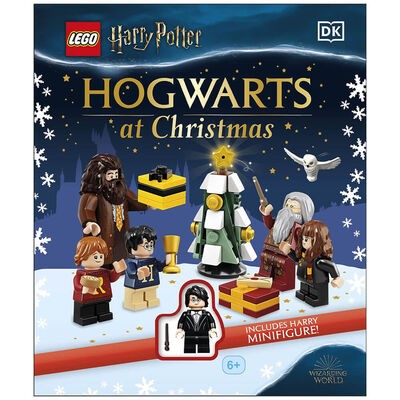 LEGO Harry Potter
DK
HOGWARTS
at Christmas
INCLUDES HARRY
MINIFIGURE!
6+
WIZARDING
WORLD